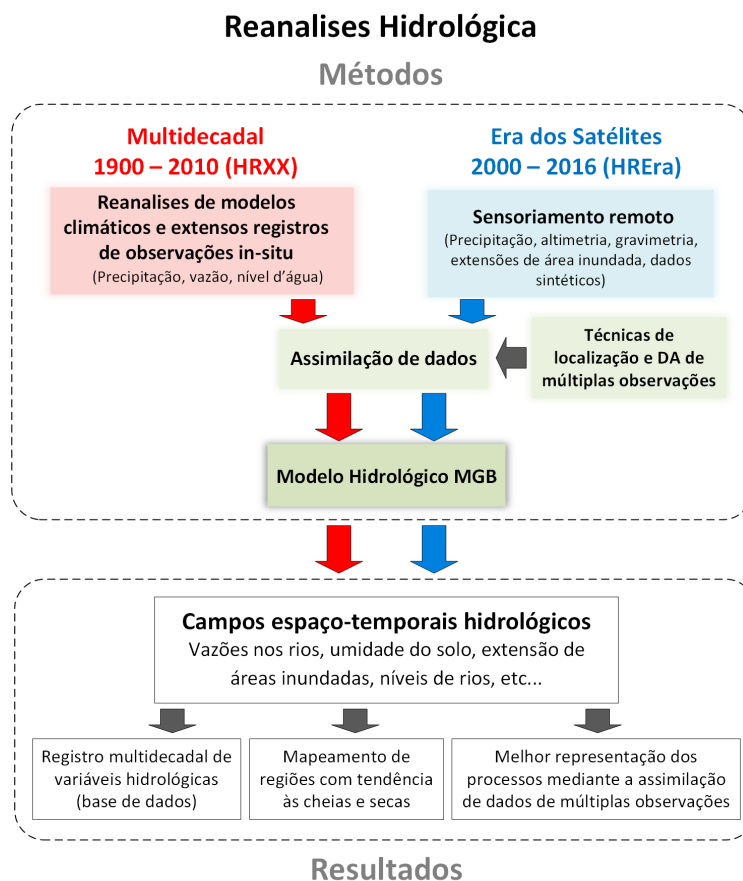 Reanalises Hidrológica
Métodos
Multidecadal
1900 – 2010 (HRXX)
Reanalises de modelos
climáticos e extensos registros
de observações in-situ
(Precipitação, vazão, nível d'água)
Era dos Satélites
2000 – 2016 (HREra)
Sensoriamento remoto
(Precipitação, altimetria, gravimetria,
extensões de área inundada, dados
sintéticos)
Assimilação de dados
Técnicas de
localização e DA de
múltiplas observações
Modelo Hidrológico MGB
Campos espaço-temporais hidrológicos
Vazões nos rios, umidade do solo, extensão de
áreas inundadas, níveis de rios, etc...
Registro multidecadal de
variáveis hidrológicas
(base de dados)
Mapeamento de
regiões com tendência
às cheias e secas
Melhor representação dos
processos mediante a assimilação
de dados de múltiplas observações
Resultados